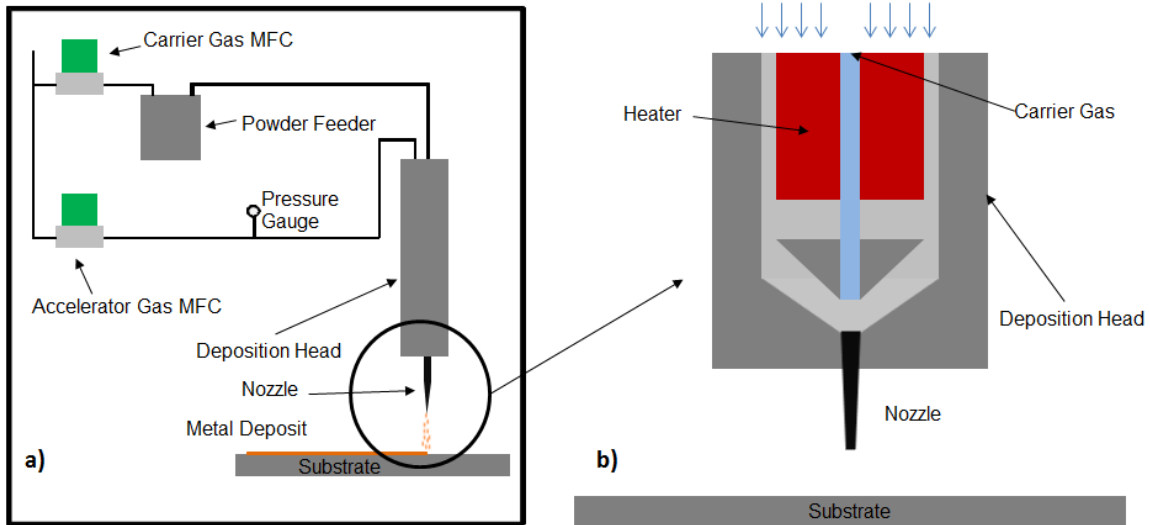 Carrier Gas MFC
Powder Feeder
Pressure
Gauge
Accelerator Gas MFC
Deposition Head
Nozzle
Metal Deposit
a)
Substrate
Heater
Carrier Gas
Deposition Head
Nozzle
b)
Substrate